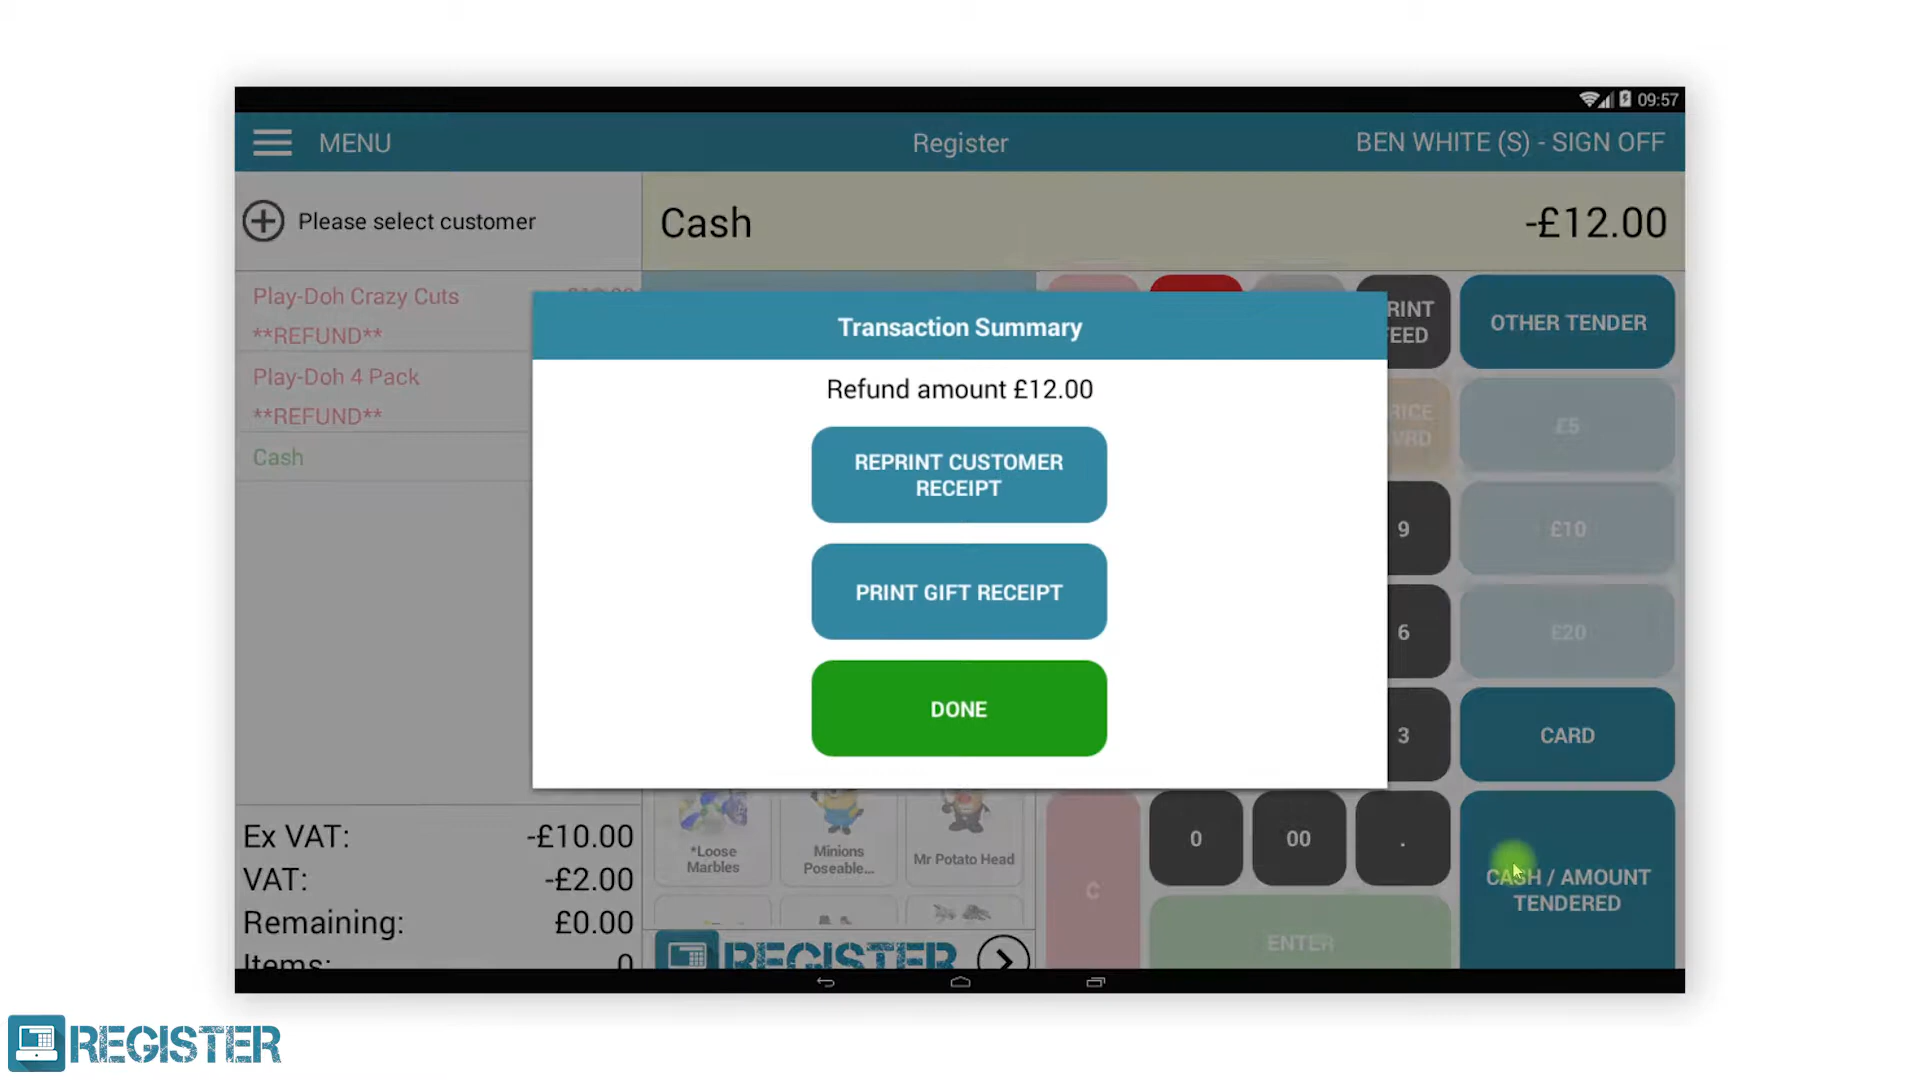 09:57
MENU
Register
BEN WHITE (S) - SIGN OFF
Please select customer
Cash
-£12.00
Play-Doh Crazy Cuts
**REFUND**
Play-Doh 4 Pack
**REFUND**
Cash
Transaction Summary
Refund amount £12.00
REPRINT CUSTOMER
RECEIPT
PRINT GIFT RECEIPT
DONE
OTHER TENDER
£5
9
£10
6
£20
3
CARD
*Loose
Marbles
Minions
Poseable...
Mr Potato Head
C
0
00
.
ENTER
CASH / AMOUNT
TENDERED
Ex VAT:
-£10.00
VAT:
-£2.00
Remaining:
£0.00
Items:
0
REGISTER
REGISTER